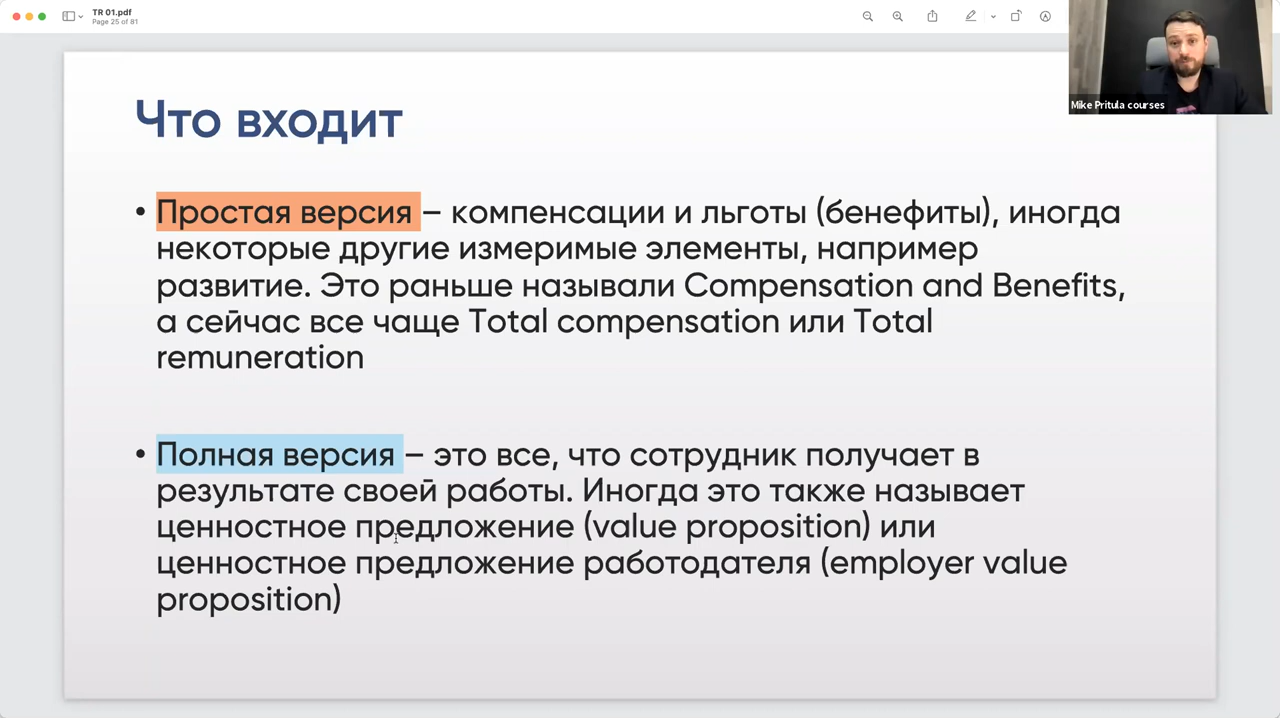 TR 01.pdf
Page 25 of 81
Mike Pritula courses
Что входит
• Простая версия – компенсации и льготы (бенефиты), иногда
некоторые другие измеримые элементы, например
развитие. Это раньше называли Compensation and Benefits,
а сейчас все чаще Total compensation или Total
remuneration
• Полная версия – это все, что сотрудник получает в
результате своей работы. Иногда это также называет
ценностное предложение (value proposition) или
ценностное предложение работодателя (employer value
proposition)